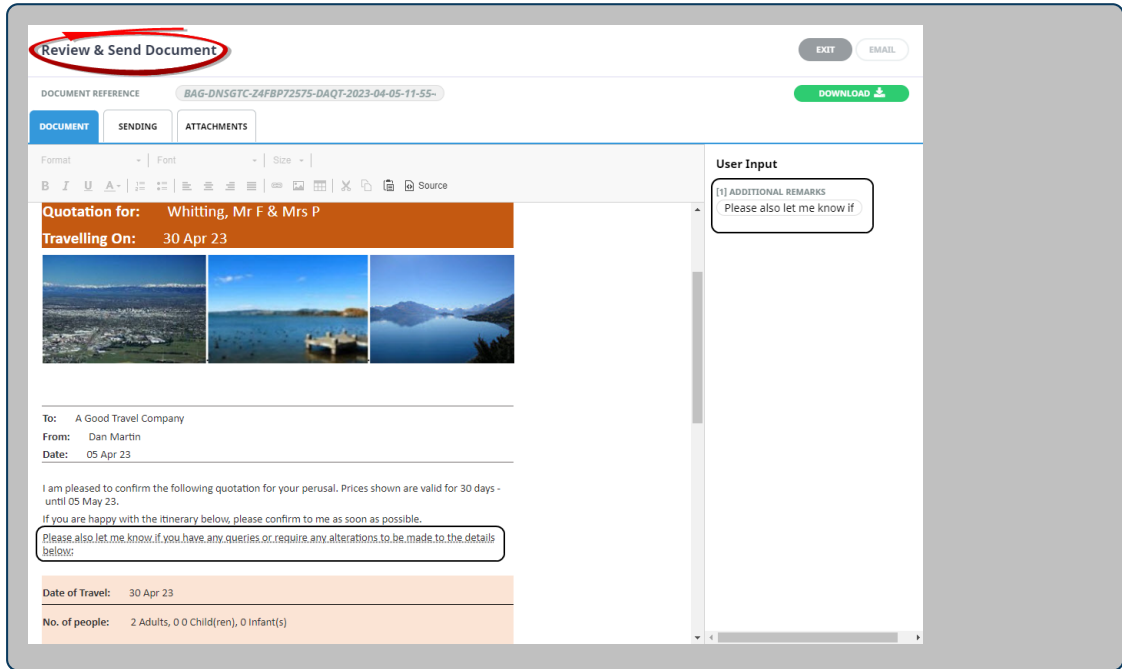 Review & Send Document
EXIT
EMAIL
DOCUMENT REFERENCE
BAG-DNSGTC-Z4FBP72575-DAQT-2023-04-05-11-55-
DOWNLOAD
DOCUMENT
SENDING
ATTACHMENTS
Format
Font
Size
B I U A
Source
User Input
[1] ADDITIONAL REMARKS
Please also let me know if
Quotation for: Whitting, Mr F & Mrs P
Travelling On: 30 Apr 23
To: A Good Travel Company
From: Dan Martin
Date: 05 Apr 23
I am pleased to confirm the following quotation for your perusal. Prices shown are valid for 30 days -
until 05 May 23.
If you are happy with the itinerary below, please confirm to me as soon as possible.
Please also let me know if you have any queries or require any alterations to be made to the details
below:
Date of Travel: 30 Apr 23
No. of people: 2 Adults, 0 0 Child(ren), 0 Infant(s)